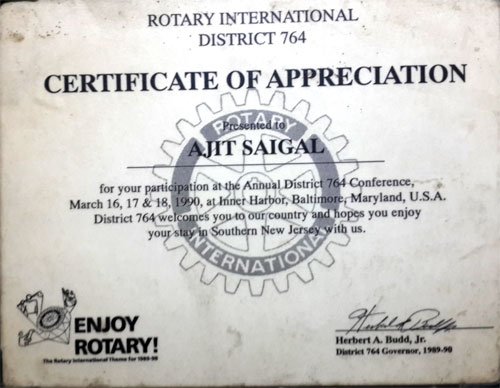 ROTARY INTERNATIONAL
DISTRICT 764
CERTIFICATE OF APPRECIATION
Presented to
AJIT SAIGAL
for your participation at the Annual District 764 Conference,
March 16, 17 & 18, 1990, at Inner Harbor, Baltimore, Maryland, U.S.A.
District 764 welcomes you to our country and hopes you enjoy
your stay in Southern New Jersey with us.
ROTARY
INTERNATIONAL
ENJOY
ROTARY!
The Rotary International Theme for 1989-90
Herbert A. Budd, Jr.
District 764 Governor, 1989-90